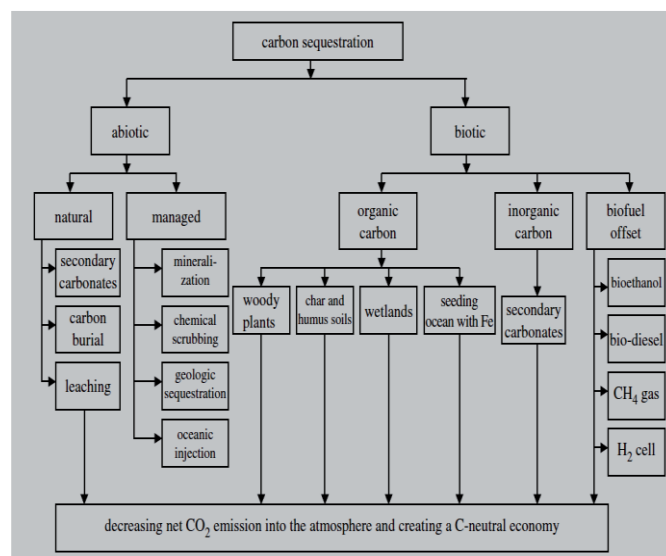 carbon sequestration
abiotic
biotic
natural
managed
organic
carbon
inorganic
carbon
biofuel
offset
secondary
carbonates
carbon
burial
leaching
minerali-
zation
chemical
scrubbing
geologic
sequestration
oceanic
injection
woody
plants
char and
humus soils
wetlands
seeding
ocean with Fe
secondary
carbonates
bioethanol
bio-diesel
CH₄ gas
H₂ cell
decreasing net CO₂ emission into the atmosphere and creating a C-neutral economy